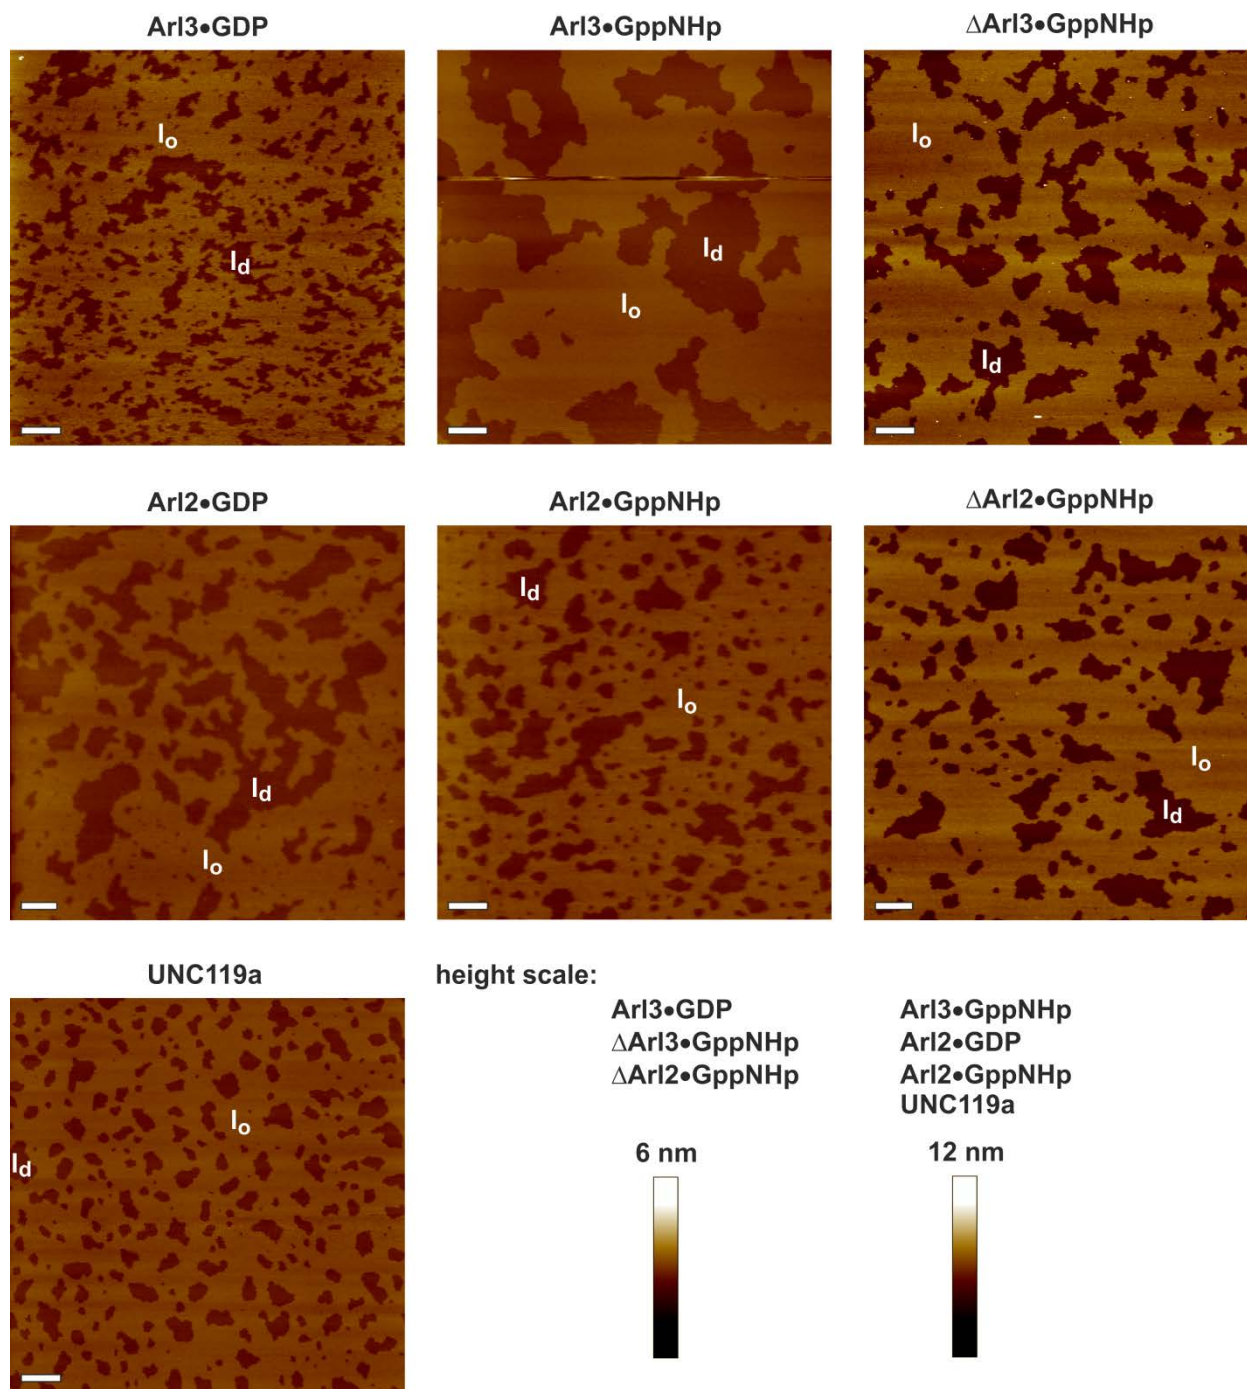 Arl3•GDP Arl3•GppNHp ΔArl3•GppNHp
lo lo
ld ld
lo
ld
Arl2•GDP Arl2•GppNHp ΔArl2•GppNHp
ld
lo
lo
ld ld
lo
UNC119a height scale:
Arl3•GDP Arl3•GppNHp
ΔArl3•GppNHp Arl2•GDP
ΔArl2•GppNHp Arl2•GppNHp
UNC119a
lo
ld
6 nm 12 nm